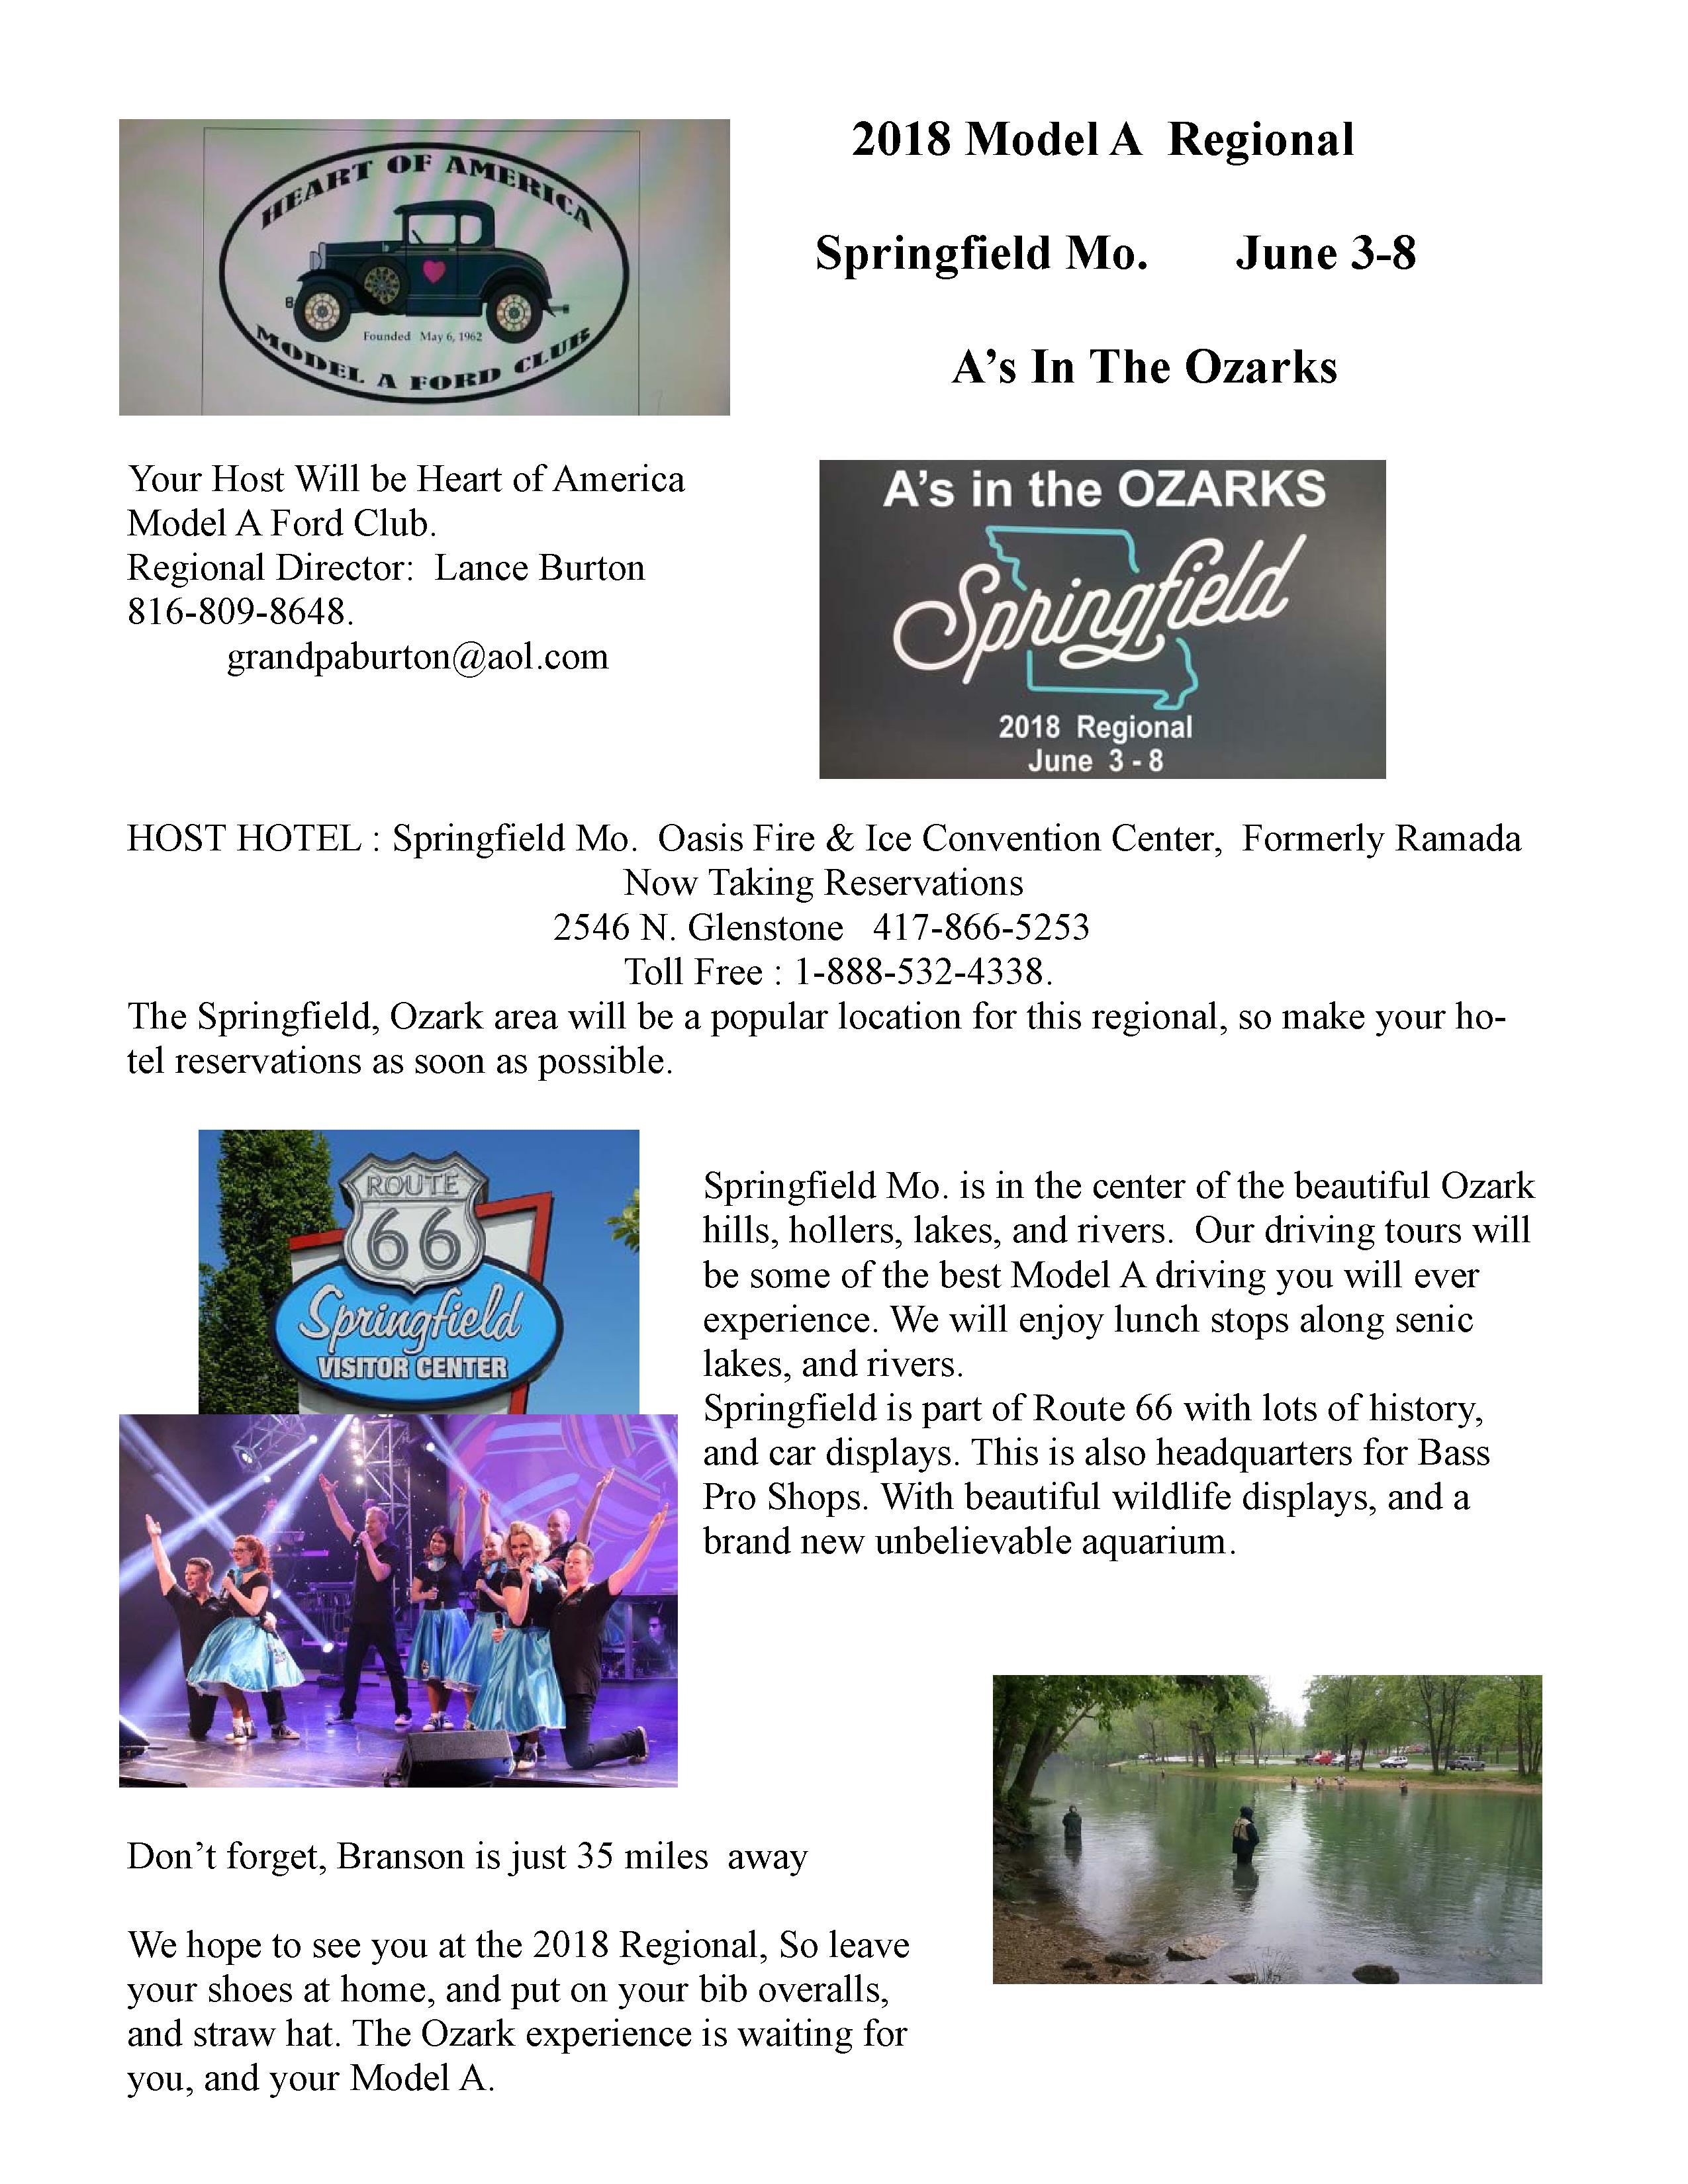 HEART OF AMERICA
Founded May 6, 1962
MODEL A FORD CLUB
2018 Model A Regional
Springfield Mo. June 3-8
A’s In The Ozarks
Your Host Will be Heart of America
Model A Ford Club.
Regional Director: Lance Burton
816-809-8648.
grandpaburton@aol.com
A’s in the OZARKS
Springfield
2018 Regional
June 3 - 8
HOST HOTEL : Springfield Mo. Oasis Fire & Ice Convention Center, Formerly Ramada
Now Taking Reservations
2546 N. Glenstone 417-866-5253
Toll Free : 1-888-532-4338.
The Springfield, Ozark area will be a popular location for this regional, so make your ho-
tel reservations as soon as possible.
ROUTE
66
Springfield
VISITOR CENTER
Springfield Mo. is in the center of the beautiful Ozark
hills, hollers, lakes, and rivers. Our driving tours will
be some of the best Model A driving you will ever
experience. We will enjoy lunch stops along senic
lakes, and rivers.
Springfield is part of Route 66 with lots of history,
and car displays. This is also headquarters for Bass
Pro Shops. With beautiful wildlife displays, and a
brand new unbelievable aquarium.
Don’t forget, Branson is just 35 miles away
We hope to see you at the 2018 Regional, So leave
your shoes at home, and put on your bib overalls,
and straw hat. The Ozark experience is waiting for
you, and your Model A.